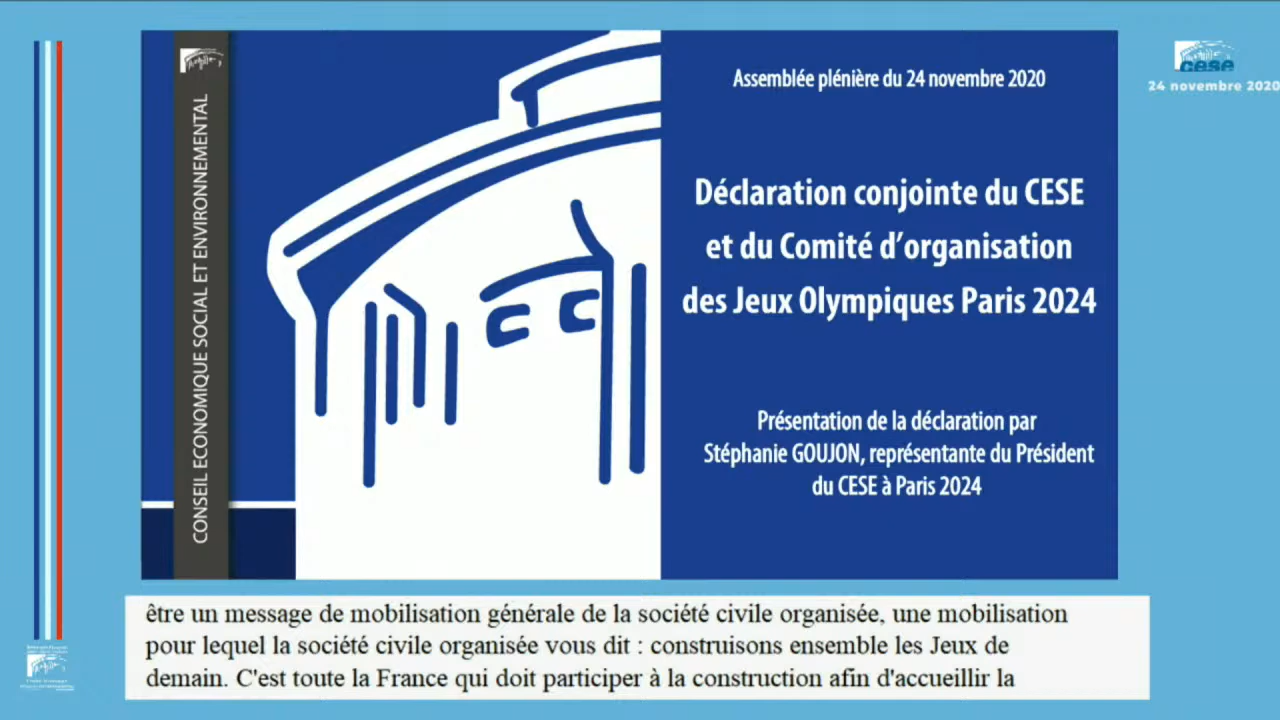 cese
24 novembre 2020
CONSEIL ECONOMIQUE SOCIAL ET ENVIRONNEMENTAL
Assemblée plénière du 24 novembre 2020
Déclaration conjointe du CESE
et du Comité d’organisation
des Jeux Olympiques Paris 2024
Présentation de la déclaration par
Stéphanie GOUJON, représentante du Président
du CESE à Paris 2024
être un message de mobilisation générale de la société civile organisée, une mobilisation
pour lequel la société civile organisée vous dit : construisons ensemble les Jeux de
demain. C'est toute la France qui doit participer à la construction afin d'accueillir la